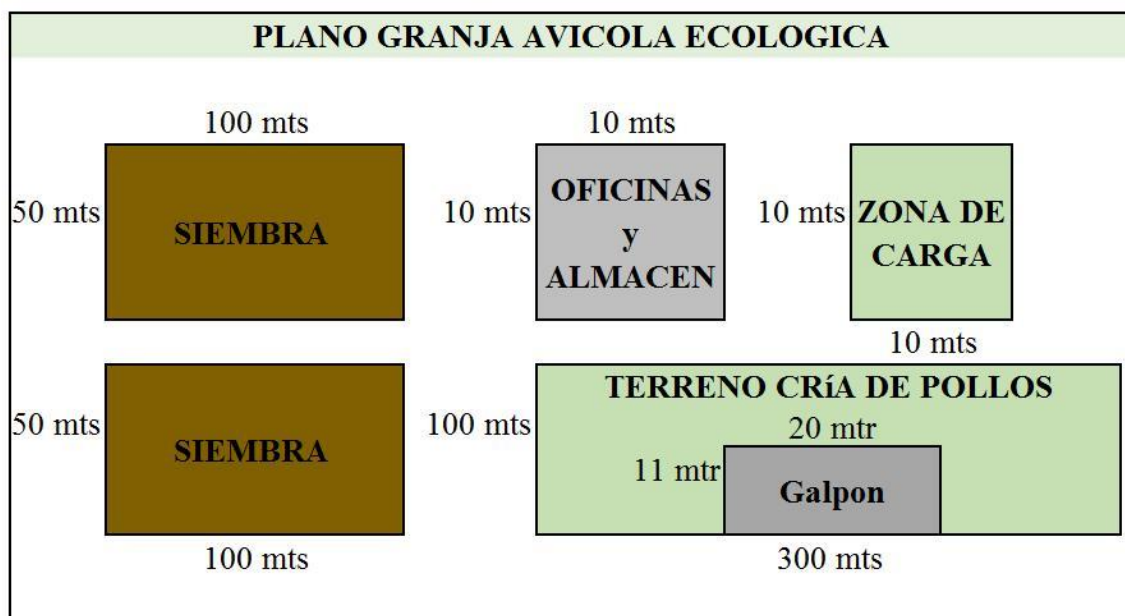 PLANO GRANJA AVICOLA ECOLOGICA
100 mts
10 mts
50 mts
SIEMBRA
10 mts
OFICINAS
y
ALMACEN
10 mts
ZONA DE
CARGA
10 mts
50 mts
SIEMBRA
100 mts
100 mts
TERRENO CRíA DE POLLOS
20 mtr
11 mtr
Galpon
300 mts